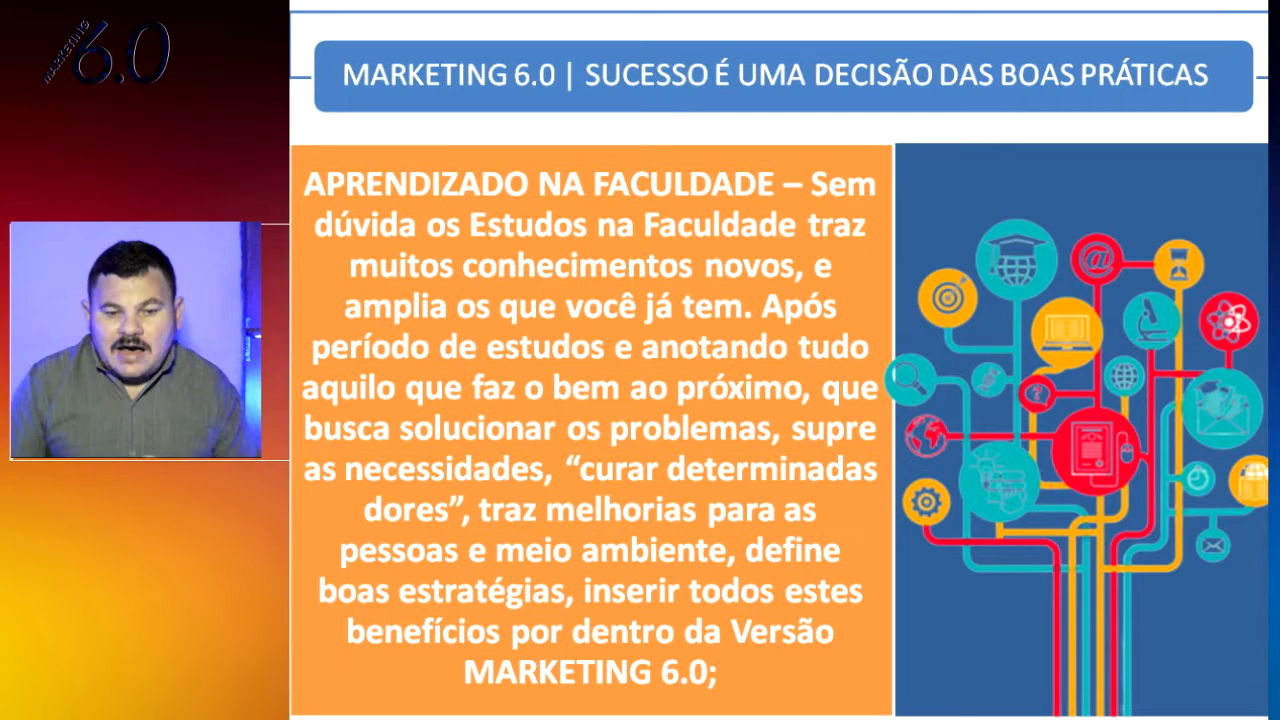 MARKETING
6.0
MARKETING 6.0 | SUCESSO É UMA DECISÃO DAS BOAS PRÁTICAS
APRENDIZADO NA FACULDADE – Sem
dúvida os Estudos na Faculdade traz
muitos conhecimentos novos, e
amplia os que você já tem. Após
período de estudos e anotando tudo
aquilo que faz o bem ao próximo, que
busca solucionar os problemas, supre
as necessidades, “curar determinadas
dores”, traz melhorias para as
pessoas e meio ambiente, define
boas estratégias, inserir todos estes
benefícios por dentro da Versão
MARKETING 6.0;